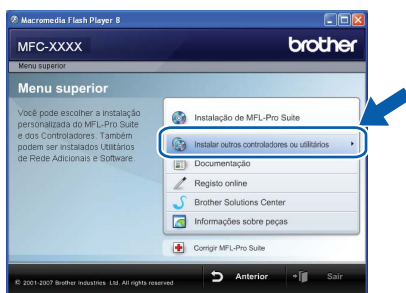 Macromedia Flash Player 8
MFC-XXXX
brother
Menu superior
Menu superior
Você pode escolher a instalação
personalizada do MFL-Pro Suite
e dos Controladores. Também
podem ser instalados Utilitários
de Rede Adicionais e Software.
Instalação de MFL-Pro Suite
Instalar outros controladores ou utilitários
Documentação
Registo online
Brother Solutions Center
Informações sobre peças
Corrigir MFL-Pro Suite
© 2001-2007 Brother Industries Ltd. All rights reserved
Anterior
Sair